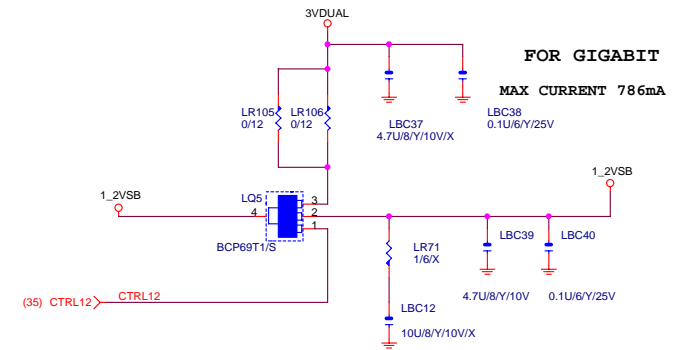 3VDUAL
FOR GIGABIT
MAX CURRENT 786mA
LR105
0/12
LR106
0/12
LBC37
4.7U/8/Y/10V/X
LBC38
0.1U/6/Y/25V
1_2VSB
LQ5
4
3
2
1
BCP69T1/S
1_2VSB
LR71
1/6/X
LBC39
4.7U/8/Y/10V
LBC40
0.1U/6/Y/25V
(35) CTRL12
CTRL12
LBC12
10U/8/Y/10V/X